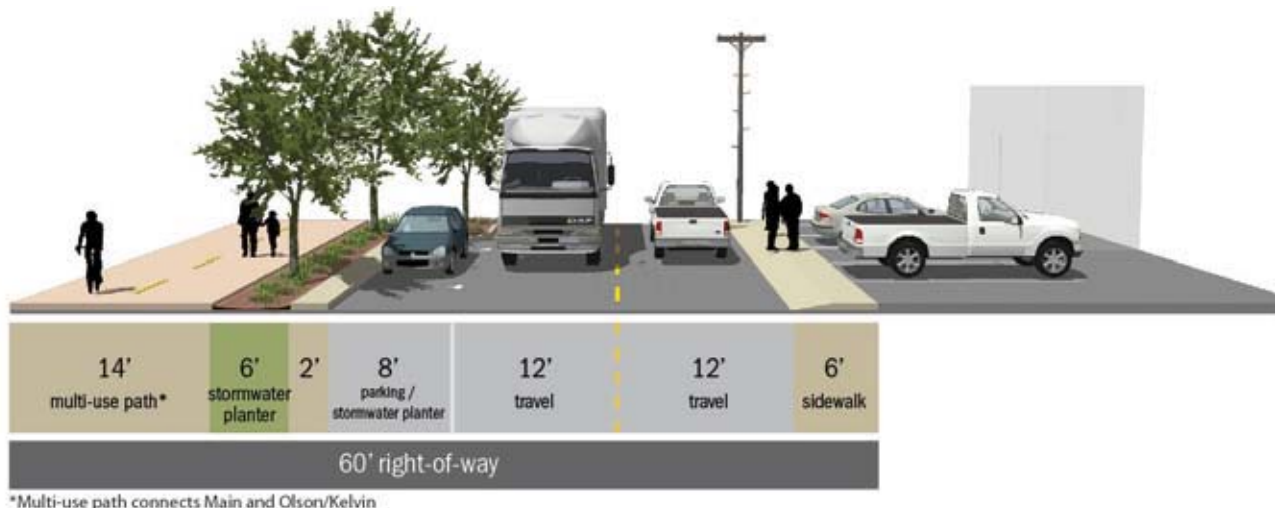 14’
multi-use path*
6’
stormwater
planter
2’
8’
parking /
stormwater planter
12’
travel
12’
travel
6’
sidewalk
60’ right-of-way
*Multi-use path connects Main and Olson/Kelvin